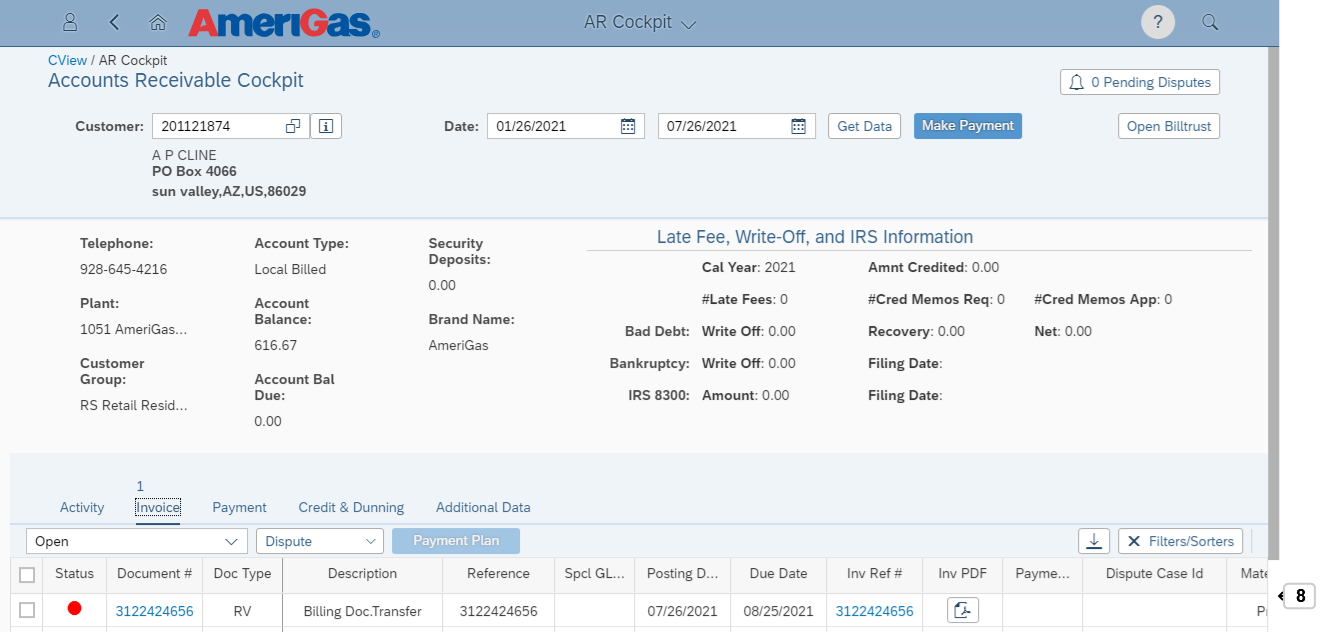 AmeriGas®
AR Cockpit
?
CView / AR Cockpit
Accounts Receivable Cockpit
0 Pending Disputes
Customer: 201121874
Date: 01/26/2021 07/26/2021 Get Data Make Payment Open Billtrust
A P CLINE
PO Box 4066
sun valley,AZ,US,86029
Telephone:
928-645-4216
Plant:
1051 AmeriGas...
Customer
Group:
RS Retail Resid...
Account Type:
Local Billed
Account
Balance:
616.67
Account Bal
Due:
0.00
Security
Deposits:
0.00
Brand Name:
AmeriGas
Late Fee, Write-Off, and IRS Information
Cal Year: 2021 Amnt Credited: 0.00
#Late Fees: 0 #Cred Memos Req: 0 #Cred Memos App: 0
Bad Debt: Write Off: 0.00 Recovery: 0.00 Net: 0.00
Bankruptcy: Write Off: 0.00 Filing Date:
IRS 8300: Amount: 0.00 Filing Date:
1
Activity Invoice Payment Credit & Dunning Additional Data
Open Dispute Payment Plan Filters/Sorters
Status Document # Doc Type Description Reference Spcl GL... Posting D... Due Date Inv Ref # Inv PDF Payme... Dispute Case Id Mate
3122424656 RV Billing Doc.Transfer 3122424656 07/26/2021 08/25/2021 3122424656
8